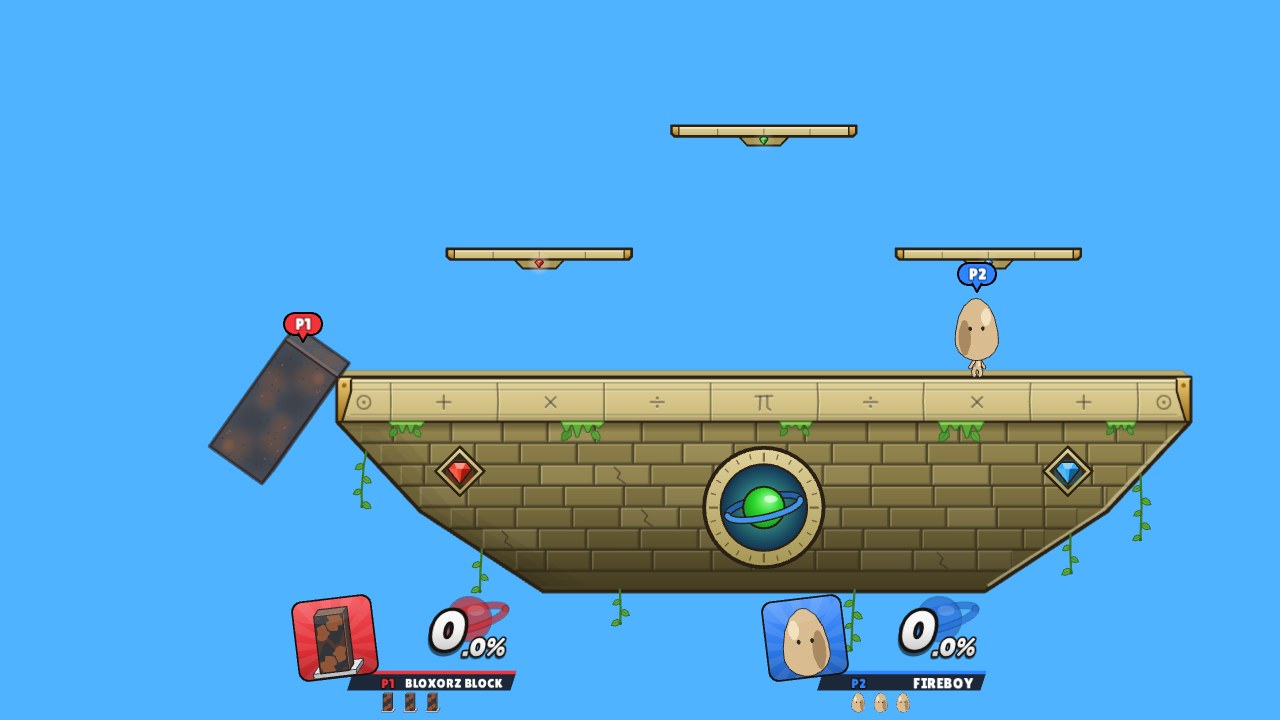 P1
P2
+ × ÷ π ÷ × +
0.0%
P1 BLOXORZ BLOCK
0.0%
P2 FIREBOY